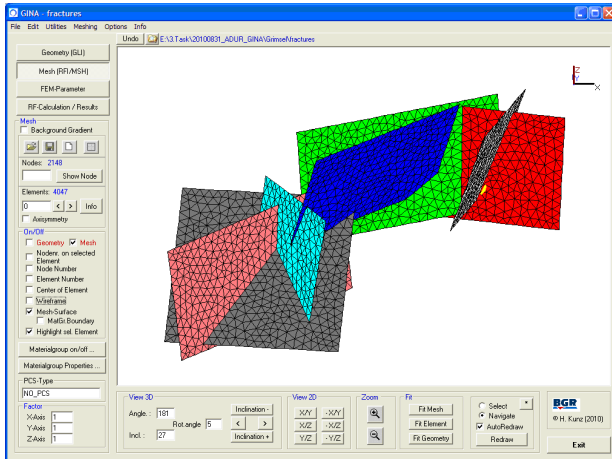 GINA - fractures
File Edit Utilities Meshing Options Info
Undo E:\3.Task\20100831_ADUR_GINA\Grimsel\fractures
Geometry (GLI)
Mesh (RFI/MSH)
FEM-Parameter
RF-Calculation / Results
Mesh
Background Gradient
Nodes: 2148
Show Node
Elements: 4047
0 < > Info
Axisymmetry
On/Off
Geometry Mesh
Nodenr. on selected
Element
Node Number
Element Number
Center of Element
Wireframe
Mesh-Surface
MatGr.Boundary
Highlight sel. Element
Materialgroup on/off ...
Materialgroup Properties ...
PCS-Type
NO_PCS
Factor
X-Axis 1
Y-Axis 1
Z-Axis 1
Z
Y
X
View 3D
Angle. : 181
Rot.angle 5
Incl. : 27
Inclination -
< >
Inclination +
View 2D
X/Y -X/Y
X/Z -X/Z
Y/Z -Y/Z
Zoom
Fit
Fit Mesh
Fit Element
Fit Geometry
Select *
Navigate
AutoRedraw
Redraw
BGR
© H. Kunz (2010)
Exit